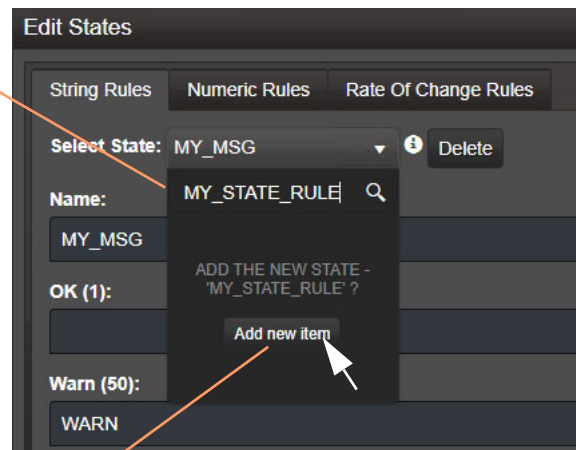 Edit States
String Rules Numeric Rules Rate Of Change Rules
Select State: MY_MSG Delete
MY_STATE_RULE
Name:
MY_MSG
ADD THE NEW STATE -
'MY_STATE_RULE' ?
OK (1):
Add new item
Warn (50):
WARN